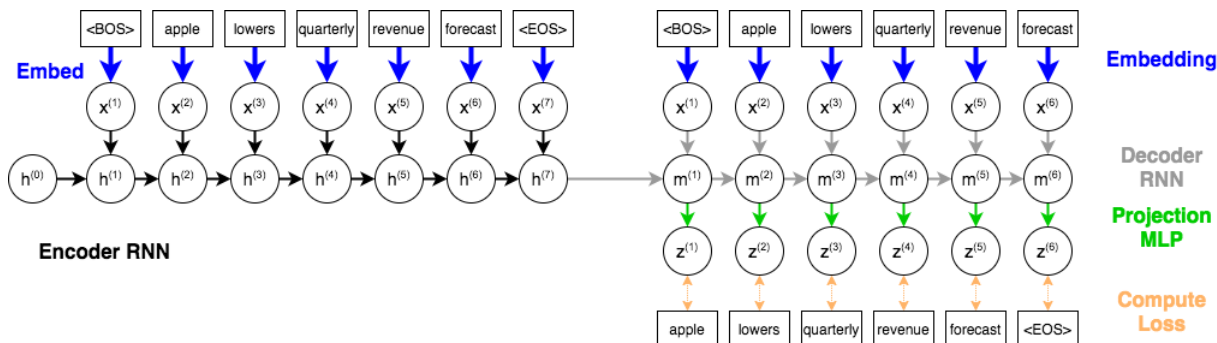 <BOS> apple lowers quarterly revenue forecast <EOS> <BOS> apple lowers quarterly revenue forecast
Embed Embedding
x(1) x(2) x(3) x(4) x(5) x(6) x(7) x(1) x(2) x(3) x(4) x(5) x(6)
h(0) h(1) h(2) h(3) h(4) h(5) h(6) h(7) m(1) m(2) m(3) m(4) m(5) m(6)
Decoder
RNN
Encoder RNN
z(1) z(2) z(3) z(4) z(5) z(6)
Projection
MLP
apple lowers quarterly revenue forecast <EOS>
Compute
Loss